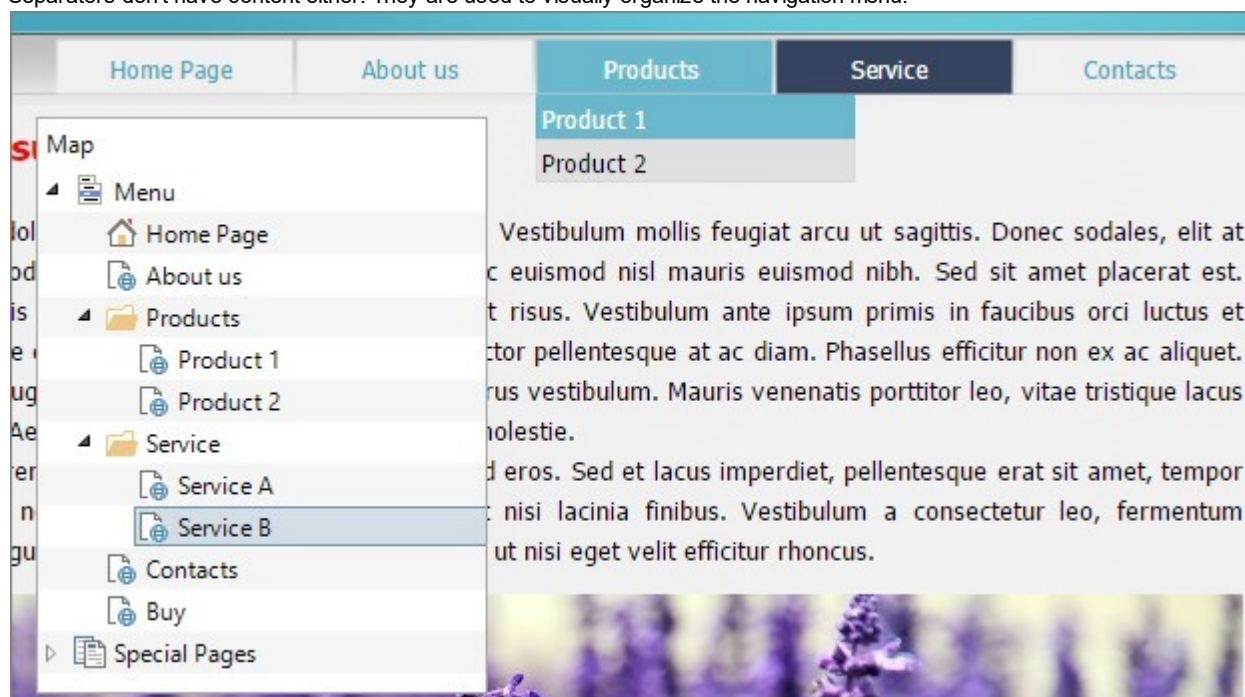 Separators don't have content either. They are used to visually organize the navigation menu.
Home Page About us Products Service Contacts
Product 1
Product 2
Map
Menu
Home Page
About us
Products
Product 1
Product 2
Service
Service A
Service B
Contacts
Buy
Special Pages
Vestibulum mollis feugiat arcu ut sagittis. Donec sodales, elit at
euismod nisl mauris euismod nibh. Sed sit amet placerat est.
risus. Vestibulum ante ipsum primis in faucibus orci luctus et
pellentesque at ac diam. Phasellus efficitur non ex ac aliquet.
vestibulum. Mauris venenatis porttitor leo, vitae tristique lacus
eros. Sed et lacus imperdiet, pellentesque erat sit amet, tempor
nisi lacinia finibus. Vestibulum a consectetur leo, fermentum
ut nisi eget velit efficitur rhoncus.